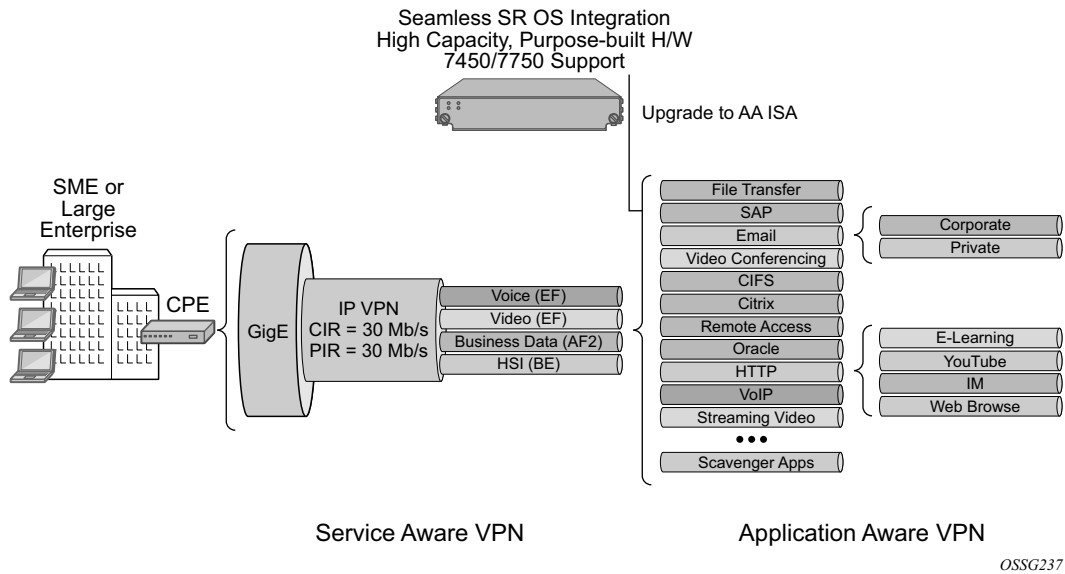 Seamless SR OS Integration
High Capacity, Purpose-built H/W
7450/7750 Support
Upgrade to AA ISA
SME or
Large
Enterprise
CPE
GigE
IP VPN
CIR = 30 Mb/s
PIR = 30 Mb/s
Voice (EF)
Video (EF)
Business Data (AF2)
HSI (BE)
File Transfer
SAP
Email
Video Conferencing
CIFS
Citrix
Remote Access
Oracle
HTTP
VoIP
Streaming Video
•••
Scavenger Apps
Corporate
Private
E-Learning
YouTube
IM
Web Browse
Service Aware VPN
Application Aware VPN
OSSG237